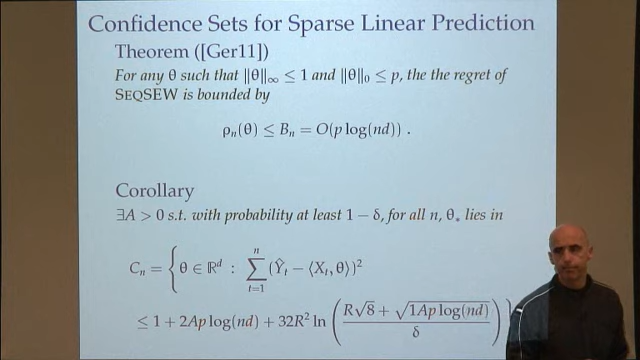 Confidence Sets for Sparse Linear Prediction
Theorem ([Ger11])
For any θ such that ‖θ‖∞ ≤ 1 and ‖θ‖₀ ≤ p, the the regret of
SEQSEW is bounded by
ρₙ(θ) ≤ Bₙ = O(p log(nd)) .
Corollary
∃A > 0 s.t. with probability at least 1 − δ, for all n, θ∗ lies in
Cₙ = { θ ∈ ℝᵈ : ∑ₜ₌₁ⁿ (Ŷₜ − ⟨Xₜ, θ⟩)²
≤ 1 + 2Ap log(nd) + 32R² ln ( (R√8 + √(1Ap log(nd))) / δ ) }